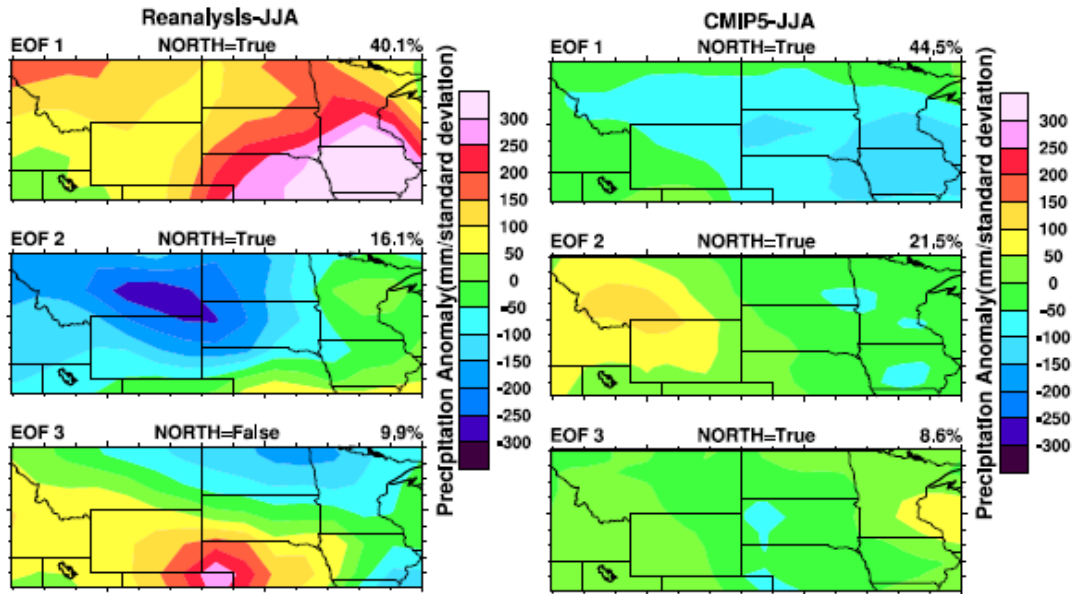 Reanalysis-JJA
EOF 1 NORTH=True 40.1%
EOF 2 NORTH=True 16.1%
EOF 3 NORTH=False 9,9%
300
250
200
150
100
50
0
-50
-100
-150
-200
-250
-300
Precipitation Anomaly(mm/standard deviation)
CMIP5-JJA
EOF 1 NORTH=True 44,5%
EOF 2 NORTH=True 21,5%
EOF 3 NORTH=True 8.6%
300
250
200
150
100
50
0
-50
-100
-150
-200
-250
-300
Precipitation Anomaly(mm/standard deviation)